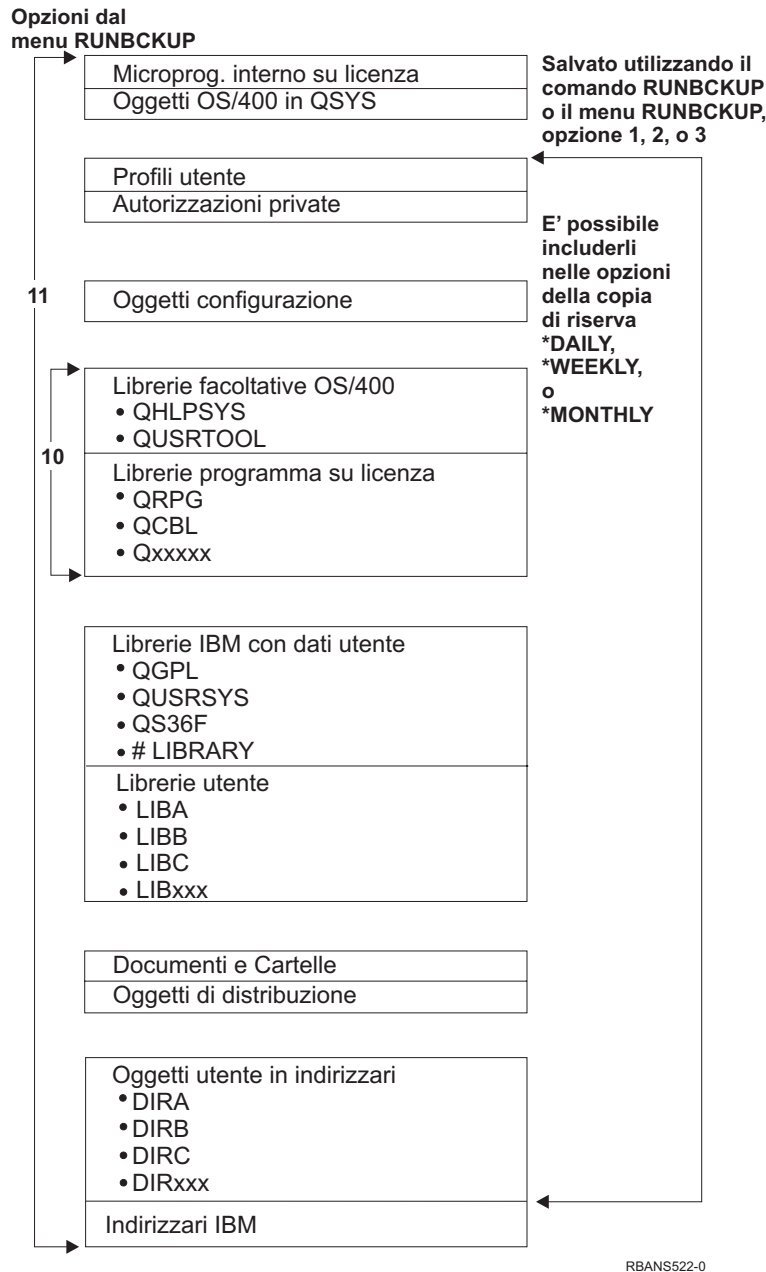 Opzioni dal
menu RUNBCKUP
Microprog. interno su licenza
Oggetti OS/400 in QSYS
Salvato utilizzando il
comando RUNBCKUP
o il menu RUNBCKUP,
opzione 1, 2, o 3
Profili utente
Autorizzazioni private
E' possibile
includerli
nelle opzioni
della copia
di riserva
*DAILY,
*WEEKLY,
o
*MONTHLY
11
Oggetti configurazione
10
Librerie facoltative OS/400
• QHLPSYS
• QUSRTOOL
Librerie programma su licenza
• QRPG
• QCBL
• Qxxxxx
Librerie IBM con dati utente
• QGPL
• QUSRSYS
• QS36F
• # LIBRARY
Librerie utente
• LIBA
• LIBB
• LIBC
• LIBxxx
Documenti e Cartelle
Oggetti di distribuzione
Oggetti utente in indirizzari
• DIRA
• DIRB
• DIRC
• DIRxxx
Indirizzari IBM
RBANS522-0